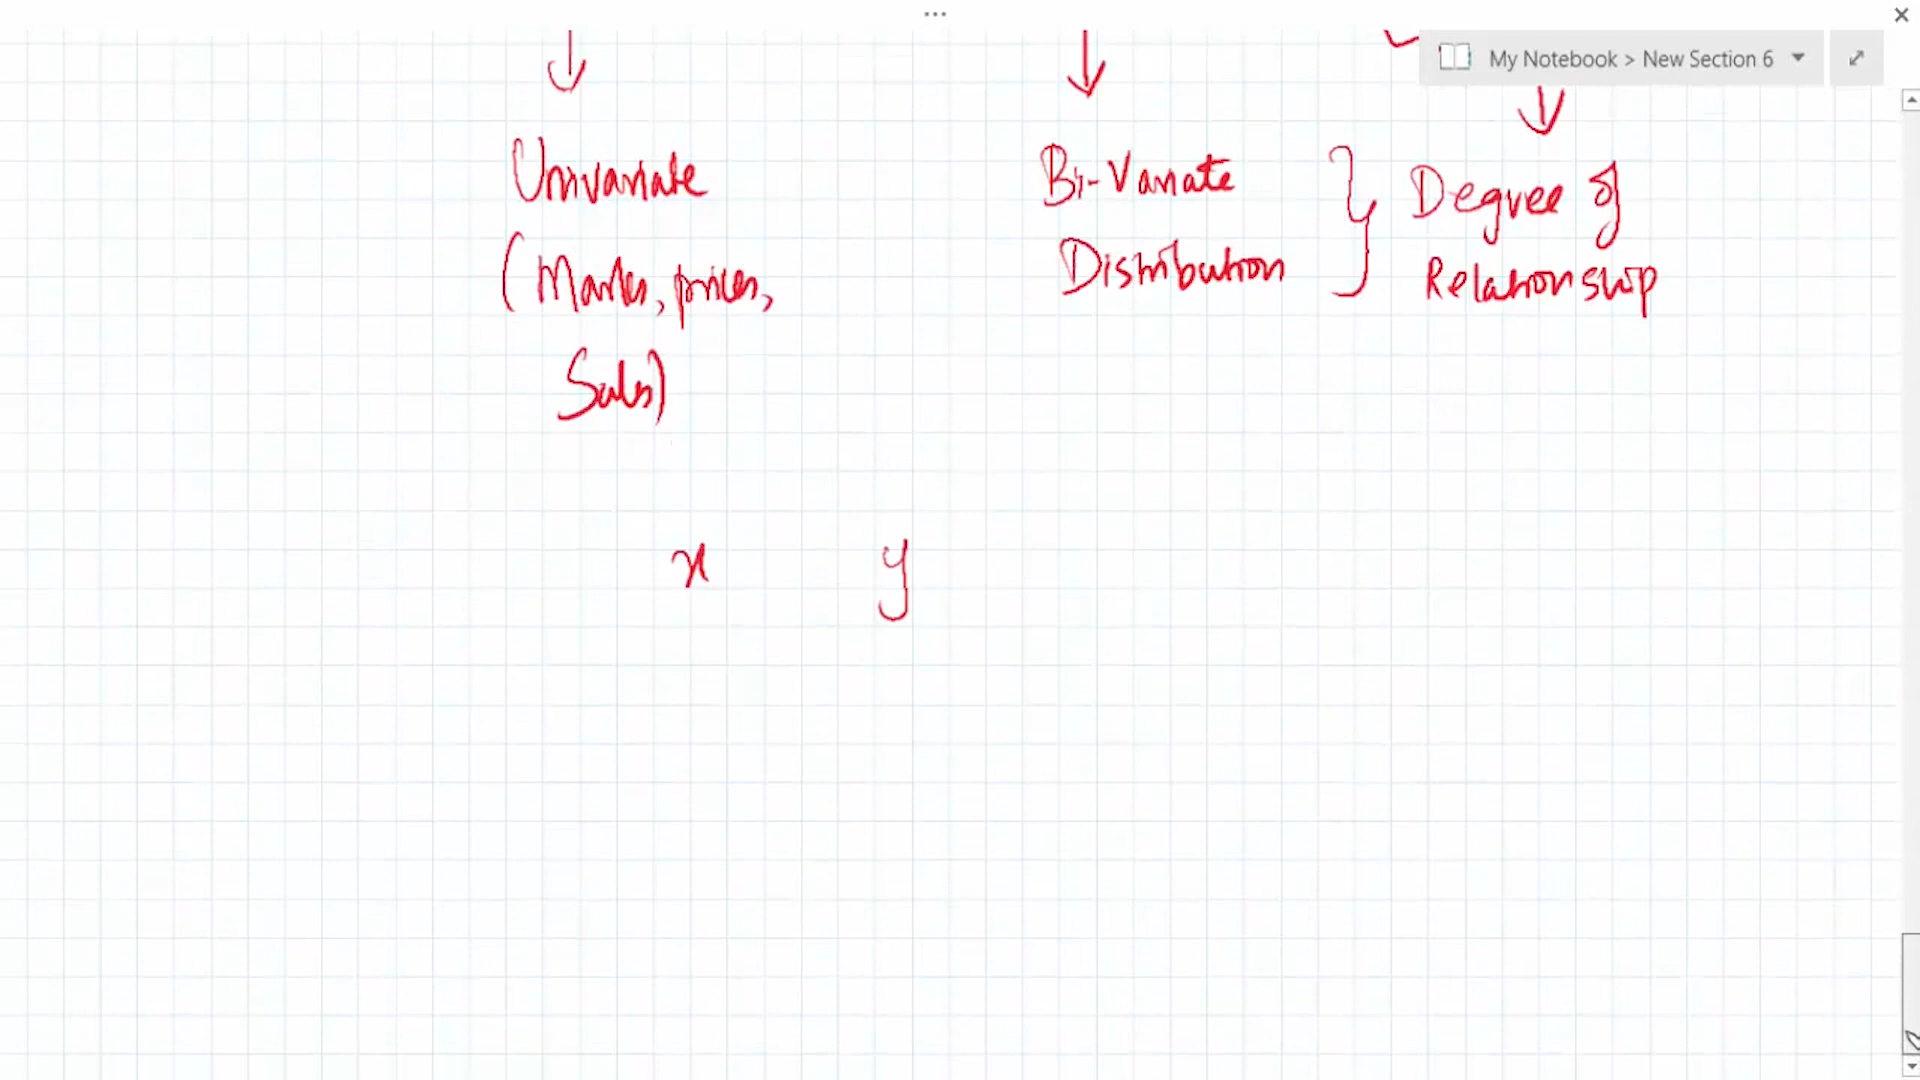 ...
My Notebook > New Section 6
Univariate
(Marks, prices,
Sales)
Bi-Variate
Distribution
Degree of
Relationship
x y